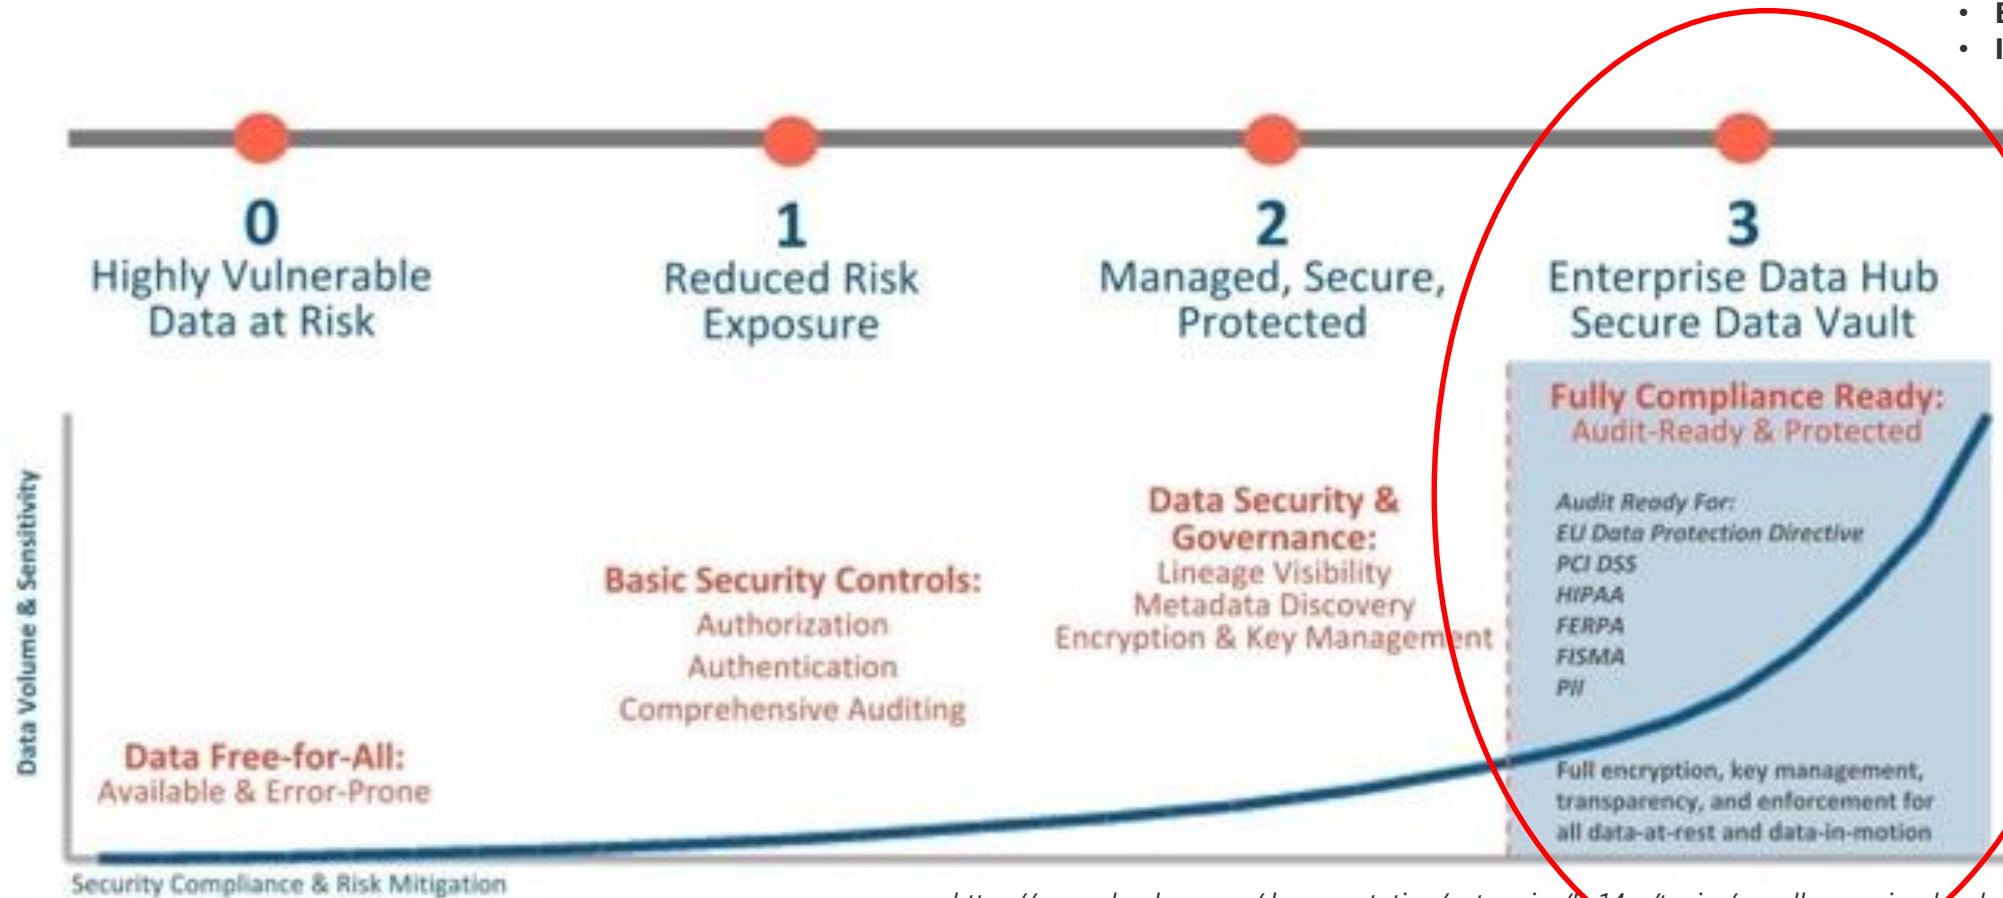 0
Highly Vulnerable
Data at Risk
1
Reduced Risk
Exposure
2
Managed, Secure,
Protected
3
Enterprise Data Hub
Secure Data Vault
Data Volume & Sensitivity
Data Free-for-All:
Available & Error-Prone
Basic Security Controls:
Authorization
Authentication
Comprehensive Auditing
Data Security &
Governance:
Lineage Visibility
Metadata Discovery
Encryption & Key Management
Fully Compliance Ready:
Audit-Ready & Protected
Audit Ready For:
EU Data Protection Directive
PCI DSS
HIPAA
FERPA
FISMA
PII
Full encryption, key management,
transparency, and enforcement for
all data-at-rest and data-in-motion
Security Compliance & Risk Mitigation